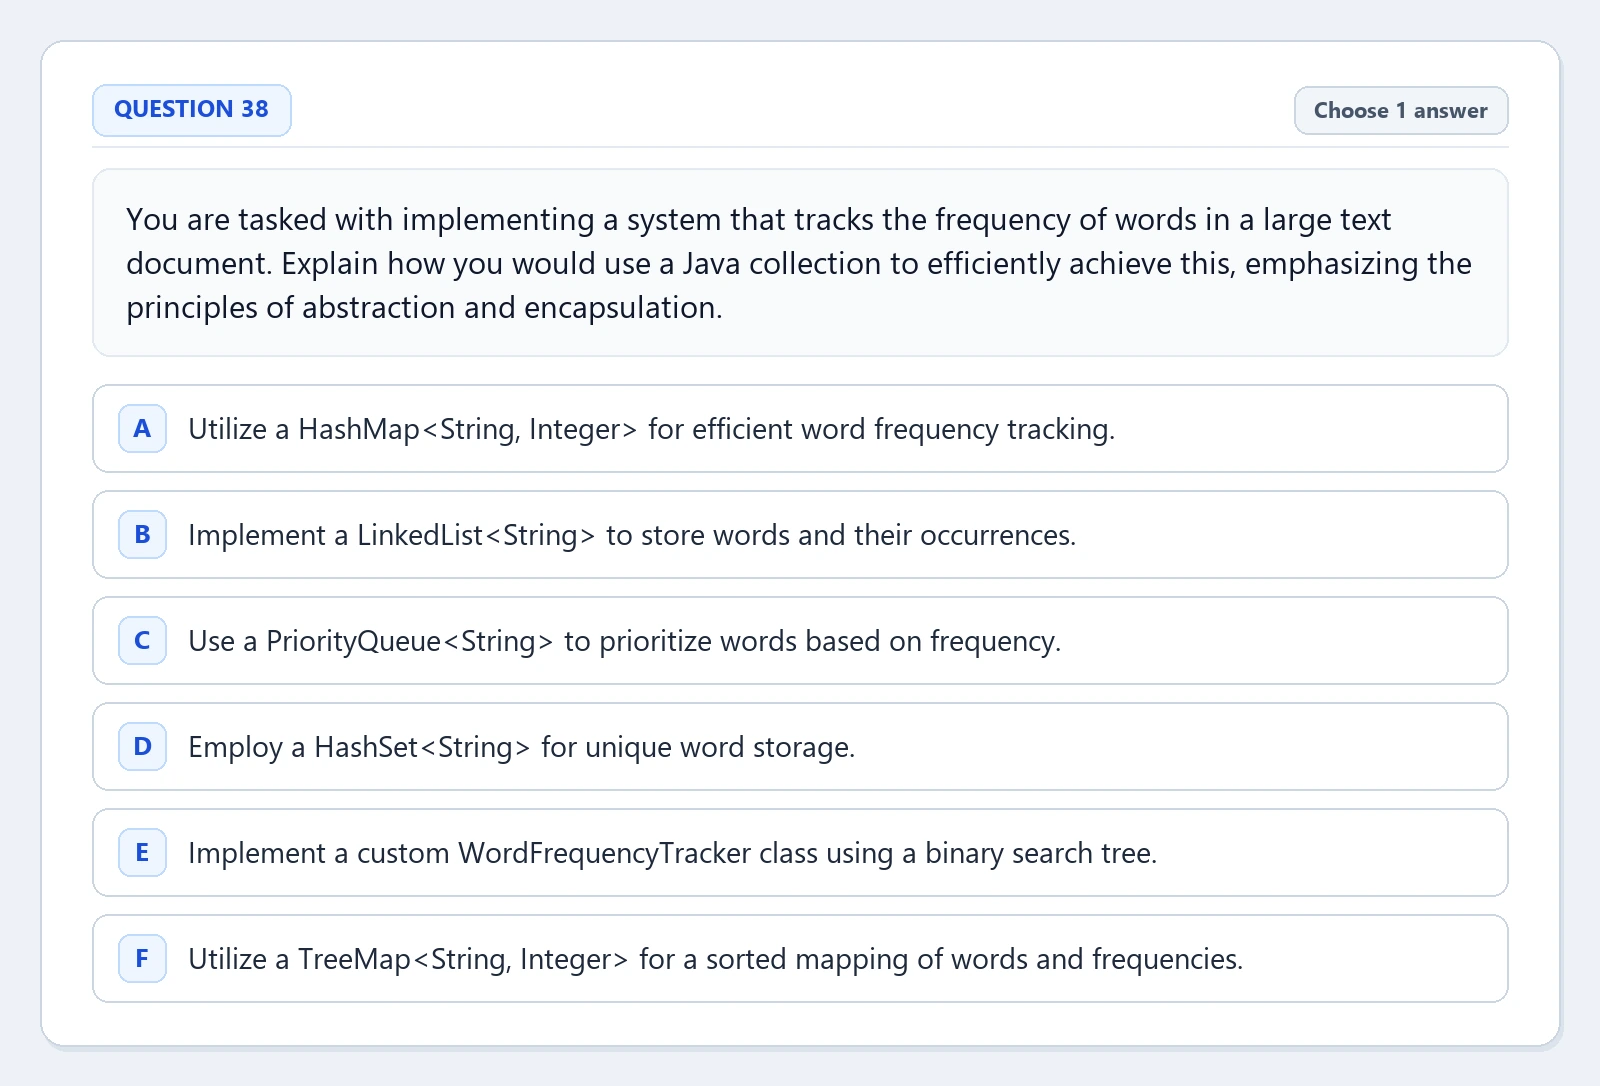 QUESTION 38
Choose 1 answer
You are tasked with implementing a system that tracks the frequency of words in a large text
document. Explain how you would use a Java collection to efficiently achieve this, emphasizing the
principles of abstraction and encapsulation.
A Utilize a HashMap<String, Integer> for efficient word frequency tracking.
B Implement a LinkedList<String> to store words and their occurrences.
C Use a PriorityQueue<String> to prioritize words based on frequency.
D Employ a HashSet<String> for unique word storage.
E Implement a custom WordFrequencyTracker class using a binary search tree.
F Utilize a TreeMap<String, Integer> for a sorted mapping of words and frequencies.